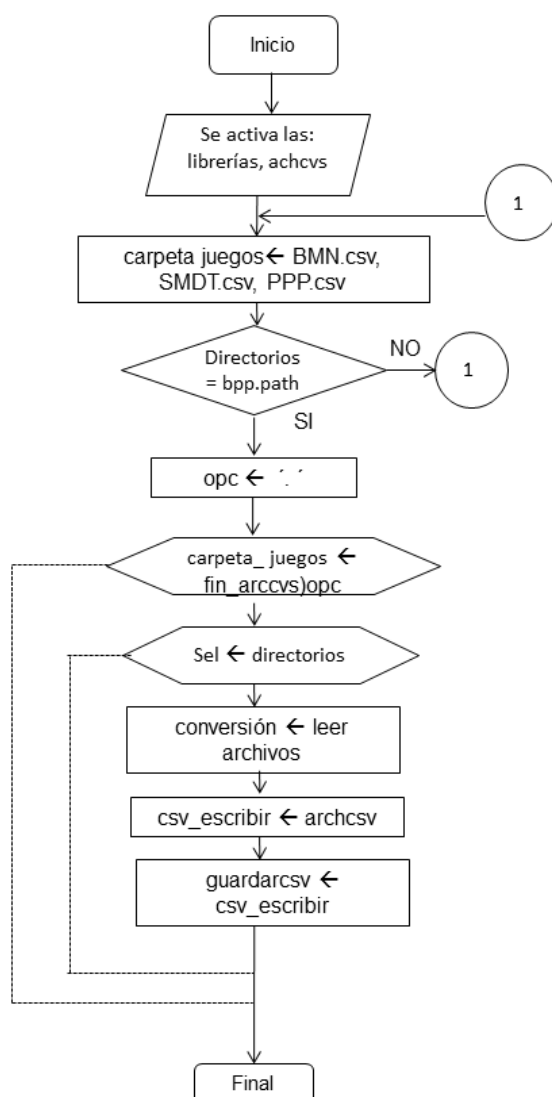 Inicio
Se activa las:
librerías, achcvs
1
carpeta juegos← BMN.csv,
SMDT.csv, PPP.csv
Directorios
= bpp.path
NO
1
SI
opc ← ´. ´
carpeta_ juegos ←
fin_arccvs)opc
Sel ← directorios
conversión ← leer
archivos
csv_escribir ← archcsv
guardarcsv ←
csv_escribir
Final